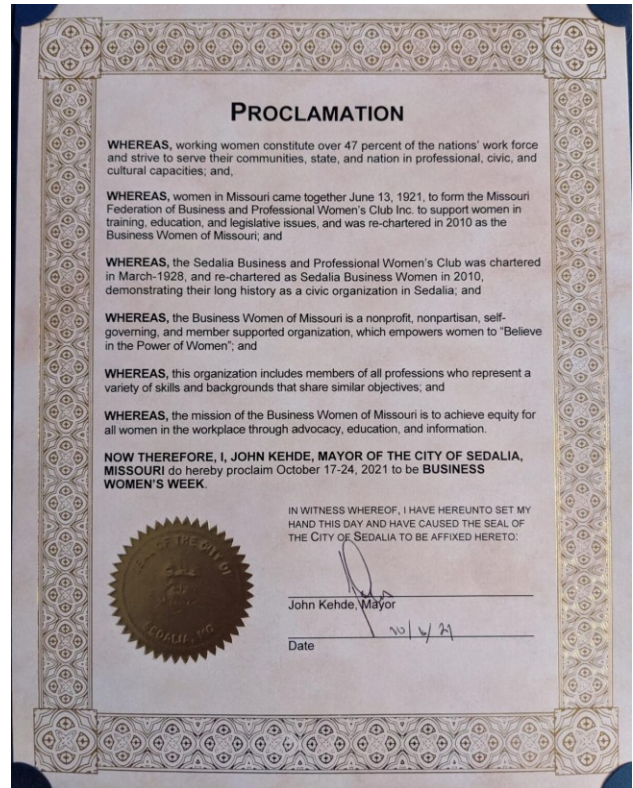 PROCLAMATION
WHEREAS, working women constitute over 47 percent of the nations' work force
and strive to serve their communities, state, and nation in professional, civic, and
cultural capacities; and,
WHEREAS, women in Missouri came together June 13, 1921, to form the Missouri
Federation of Business and Professional Women's Club Inc. to support women in
training, education, and legislative issues, and was re-chartered in 2010 as the
Business Women of Missouri; and
WHEREAS, the Sedalia Business and Professional Women's Club was chartered
in March-1928, and re-chartered as Sedalia Business Women in 2010,
demonstrating their long history as a civic organization in Sedalia; and
WHEREAS, the Business Women of Missouri is a nonprofit, nonpartisan, self-
governing, and member supported organization, which empowers women to "Believe
in the Power of Women"; and
WHEREAS, this organization includes members of all professions who represent a
variety of skills and backgrounds that share similar objectives; and
WHEREAS, the mission of the Business Women of Missouri is to achieve equity for
all women in the workplace through advocacy, education, and information.
NOW THEREFORE, I, JOHN KEHDE, MAYOR OF THE CITY OF SEDALIA,
MISSOURI do hereby proclaim October 17-24, 2021 to be BUSINESS
WOMEN'S WEEK.
IN WITNESS WHEREOF, I HAVE HEREUNTO SET MY
HAND THIS DAY AND HAVE CAUSED THE SEAL OF
THE CITY OF SEDALIA TO BE AFFIXED HERETO:
John Kehde, Mayor
10/6/21
Date
SEAL OF THE CITY OF
SEDALIA, MO